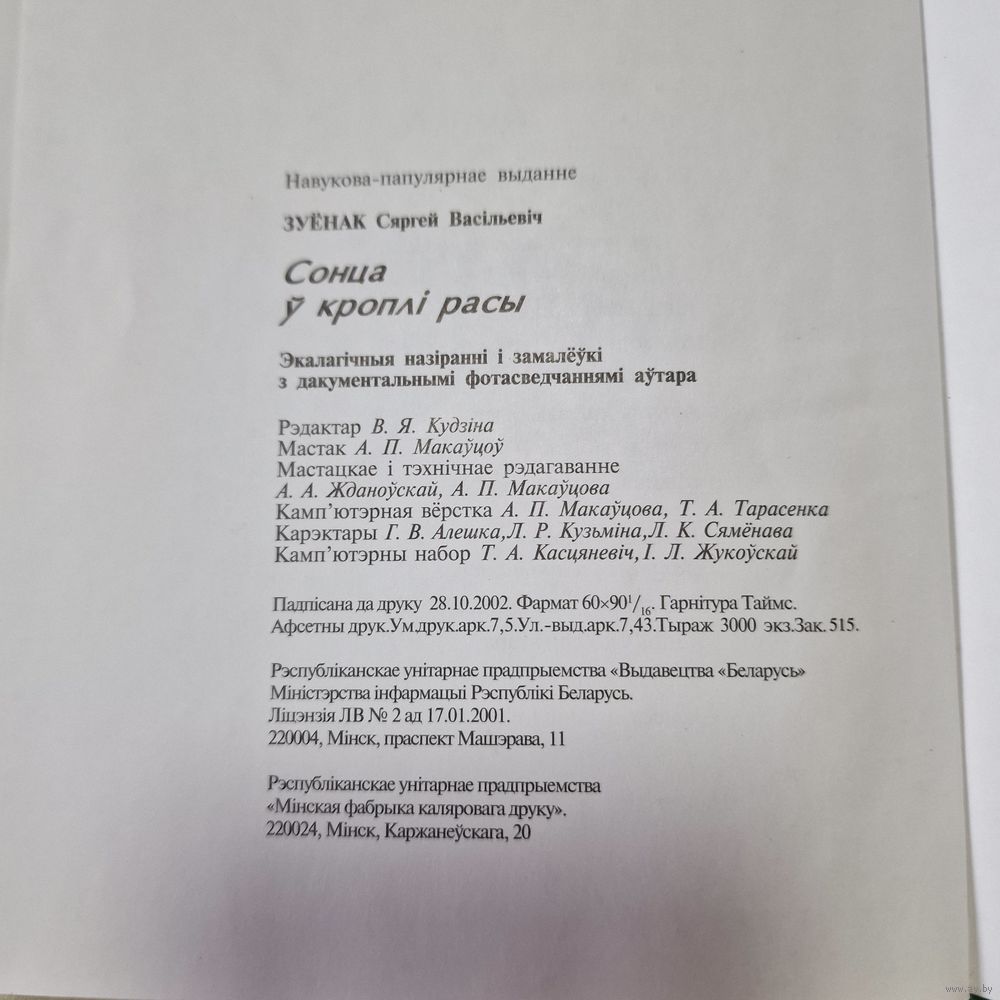 Навукова-папулярнае выданне
ЗУЁНАК Сяргей Васільевіч
Сонца
ў кроплі расы
Экалагічныя назіранні і замалёўкі
з дакументальнымі фотасведчаннямі аўтара
Рэдактар В. Я. Кудзіна
Мастак А. П. Макаўцоў
Мастацкае і тэхнічнае рэдагаванне
А. А. Жданоўскай, А. П. Макаўцова
Камп'ютэрная вёрстка А. П. Макаўцова, Т. А. Тарасенка
Карэктары Г. В. Алешка,Л. Р. Кузьміна,Л. К. Сямёнава
Камп'ютэрны набор Т. А. Касцяневіч,І. Л. Жукоўскай
Падпісана да друку 28.10.2002. Фармат 60×90¹/₁₆. Гарнітура Таймс.
Афсетны друк.Ум.друк.арк.7,5.Ул.-выд.арк.7,43.Тыраж 3000 экз.Зак.515.
Рэспубліканскае унітарнае прадпрыемства «Выдавецтва «Беларусь»
Міністэрства інфармацыі Рэспублікі Беларусь.
Ліцэнзія ЛВ № 2 ад 17.01.2001.
220004, Мінск, праспект Машэрава, 11
Рэспубліканскае унітарнае прадпрыемства
«Мінская фабрыка каляровага друку».
220024, Мінск, Каржанеўскага, 20
www.ay.by